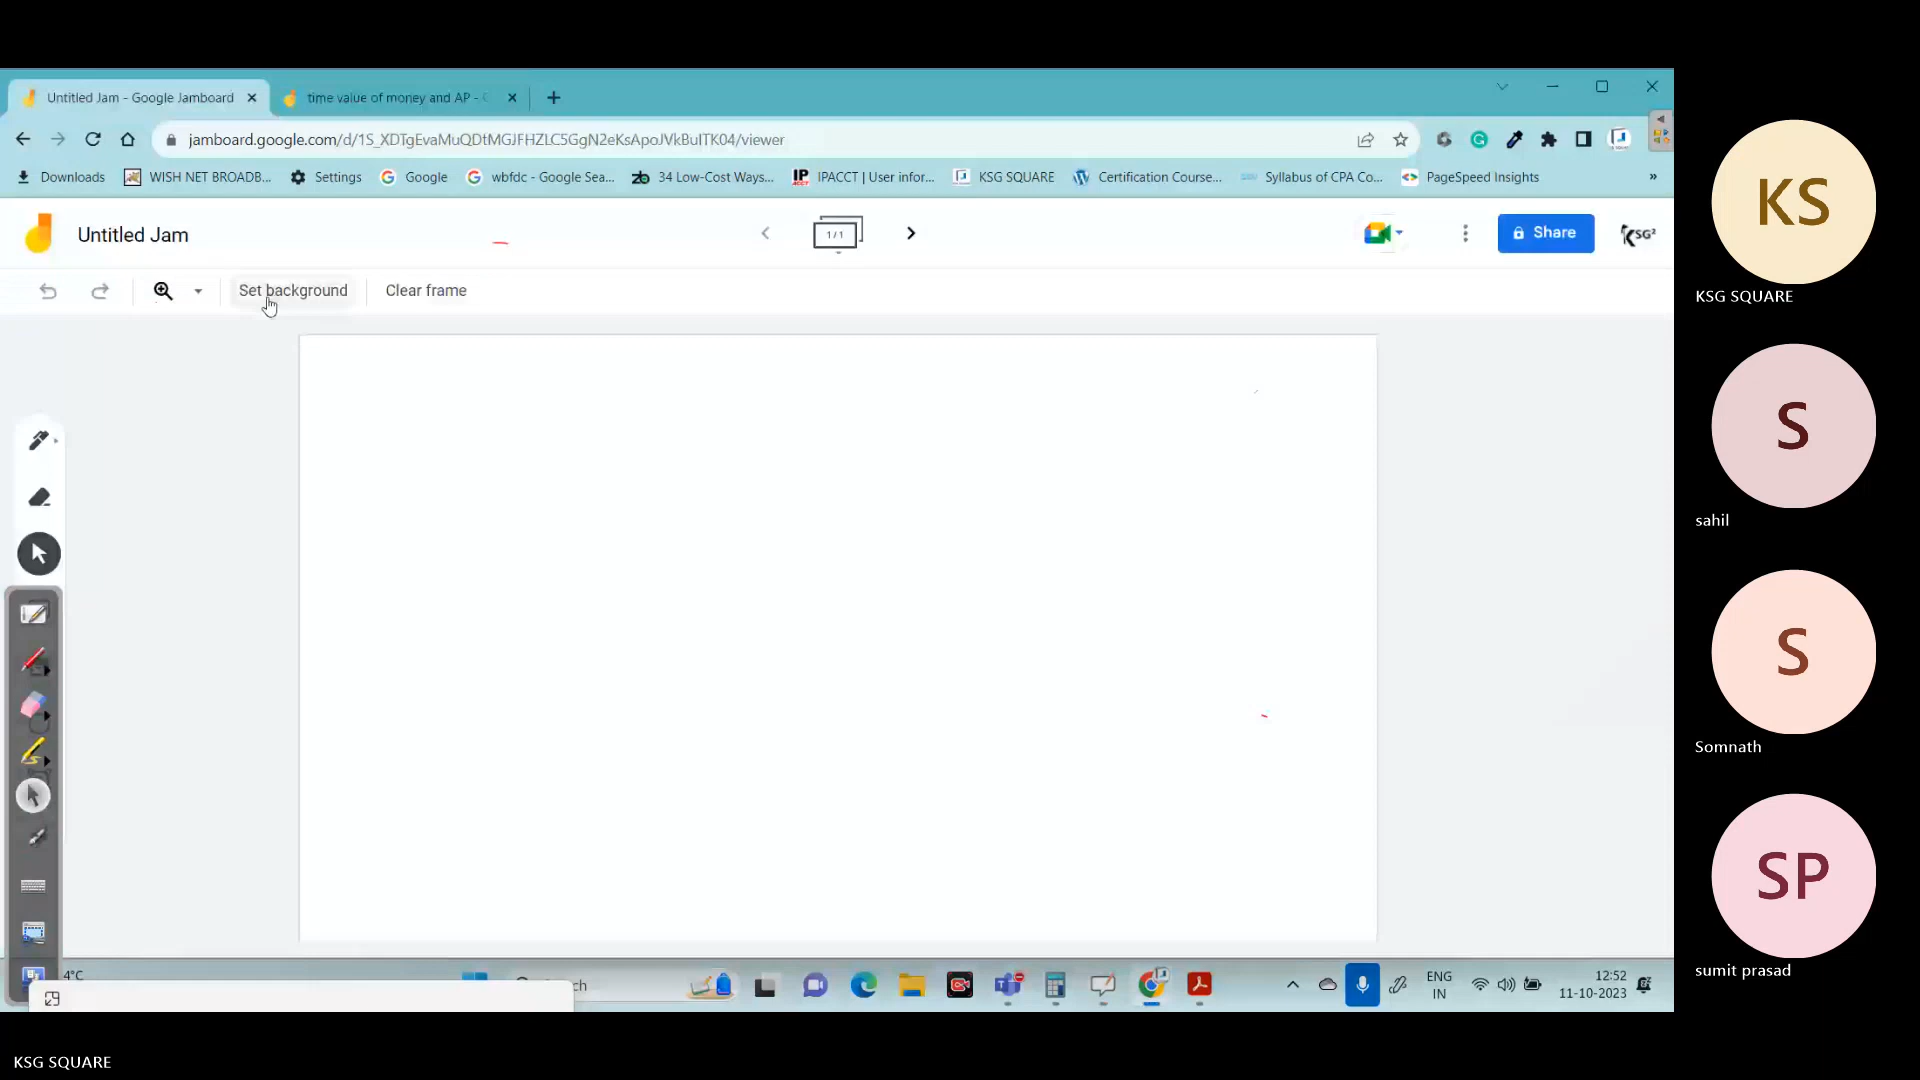 Untitled Jam - Google Jamboard
time value of money and AP -
jamboard.google.com/d/1S_XDTgEvaMuQDtMGJFHZLC5GgN2eKsApoJVkBulTK04/viewer
Downloads WISH NET BROADB... Settings Google wbfdc - Google Sea... 34 Low-Cost Ways... IPACCT | User infor... KSG SQUARE Certification Course... Syllabus of CPA Co... PageSpeed Insights »
Untitled Jam
1/1
Share
KSG²
Set background
Clear frame
KS
KSG SQUARE
S
sahil
S
Somnath
SP
sumit prasad
4°C
ENG
IN
12:52
11-10-2023
KSG SQUARE